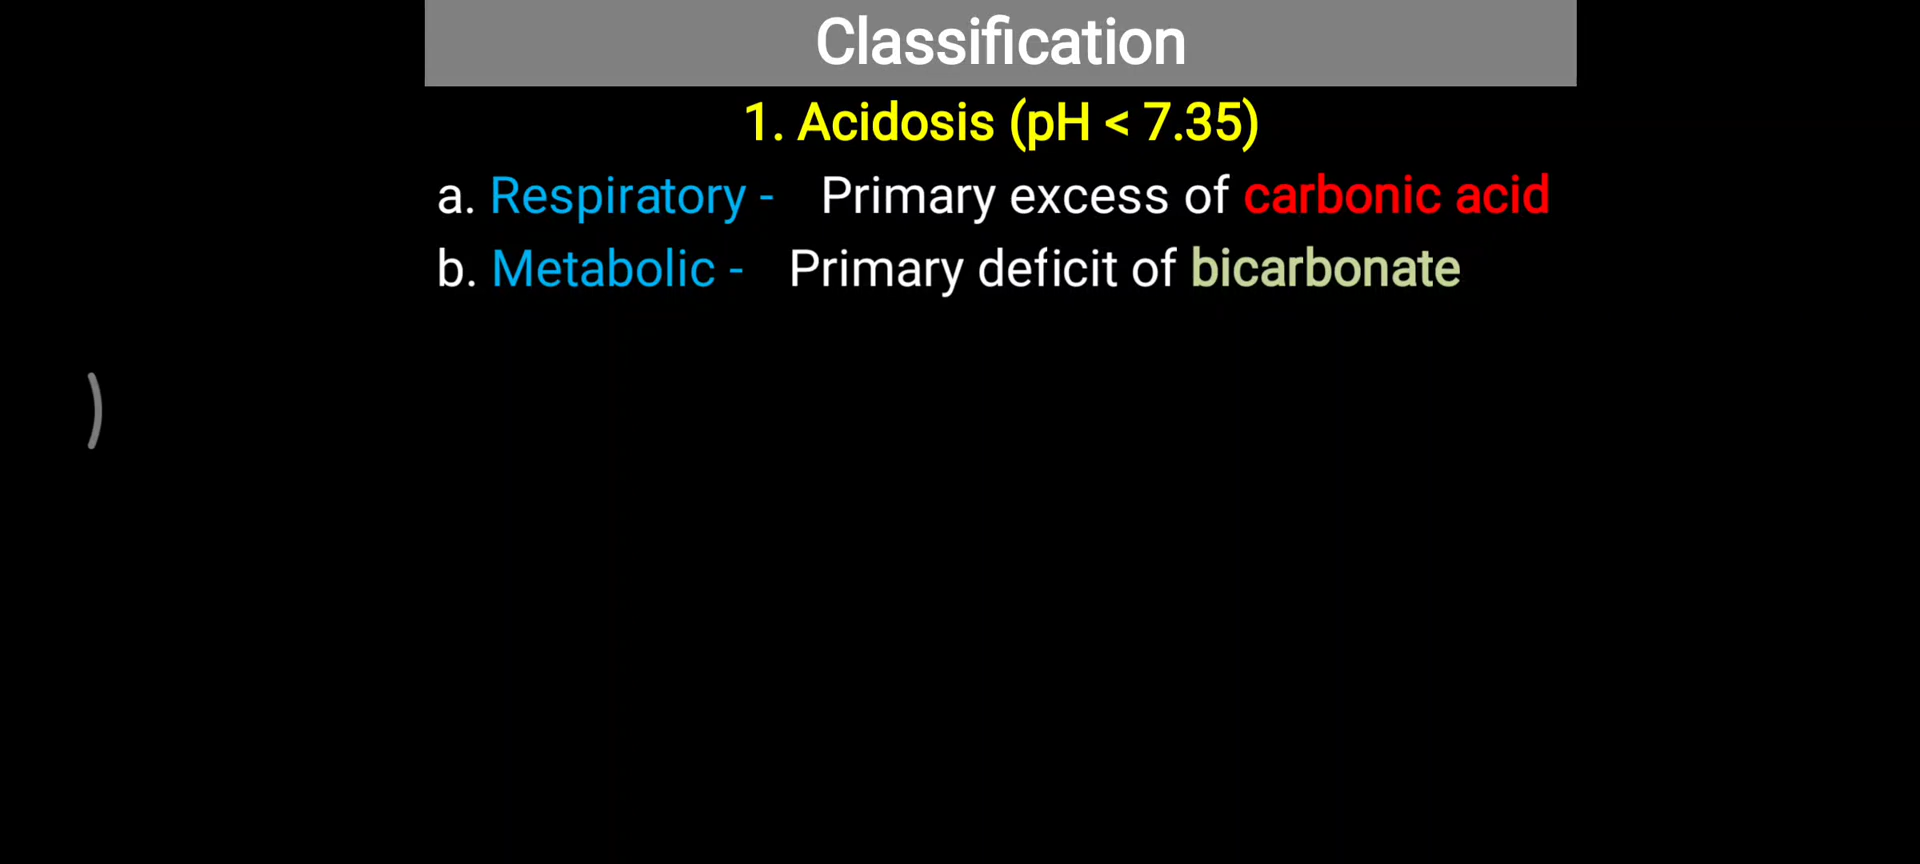 Classification
1. Acidosis (pH < 7.35)
a. Respiratory - Primary excess of carbonic acid
b. Metabolic - Primary deficit of bicarbonate